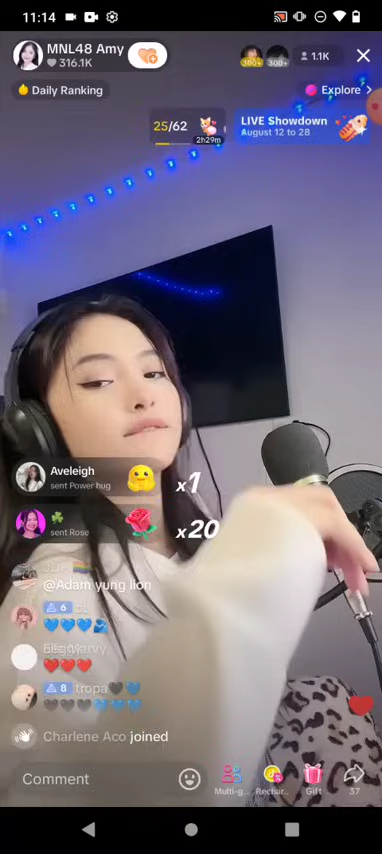 11:14
MNL48 Amy
316.1K
300+
300+
1.1K
Daily Ranking
Explore
25/62
2h29m
LIVE Showdown
August 12 to 28
Aveleigh
sent Power hug
x1
sent Rose
x20
@Adam yung lion
6
8 tropa
Charlene Aco joined
Comment
Multi-g...
Rechar...
Gift
37